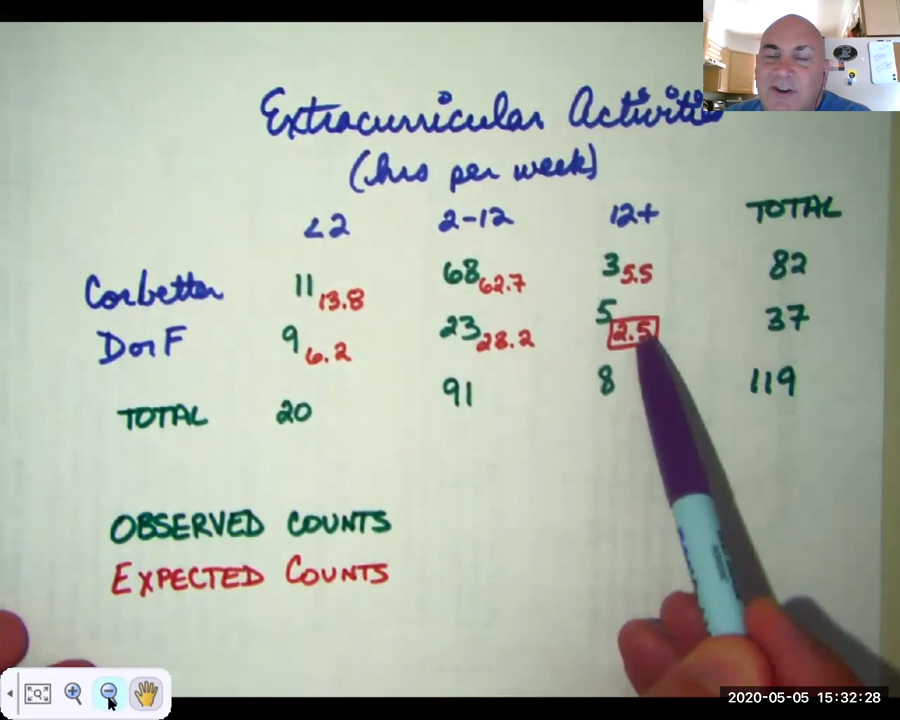 Extracurricular Activities
(hrs per week)
<2 2-12 12+ TOTAL
C or better 11 13.8 68 62.7 3 5.5 82
D or F 9 6.2 23 28.2 5 2.5 37
TOTAL 20 91 8 119
OBSERVED COUNTS
EXPECTED COUNTS
2020-05-05 15:32:28